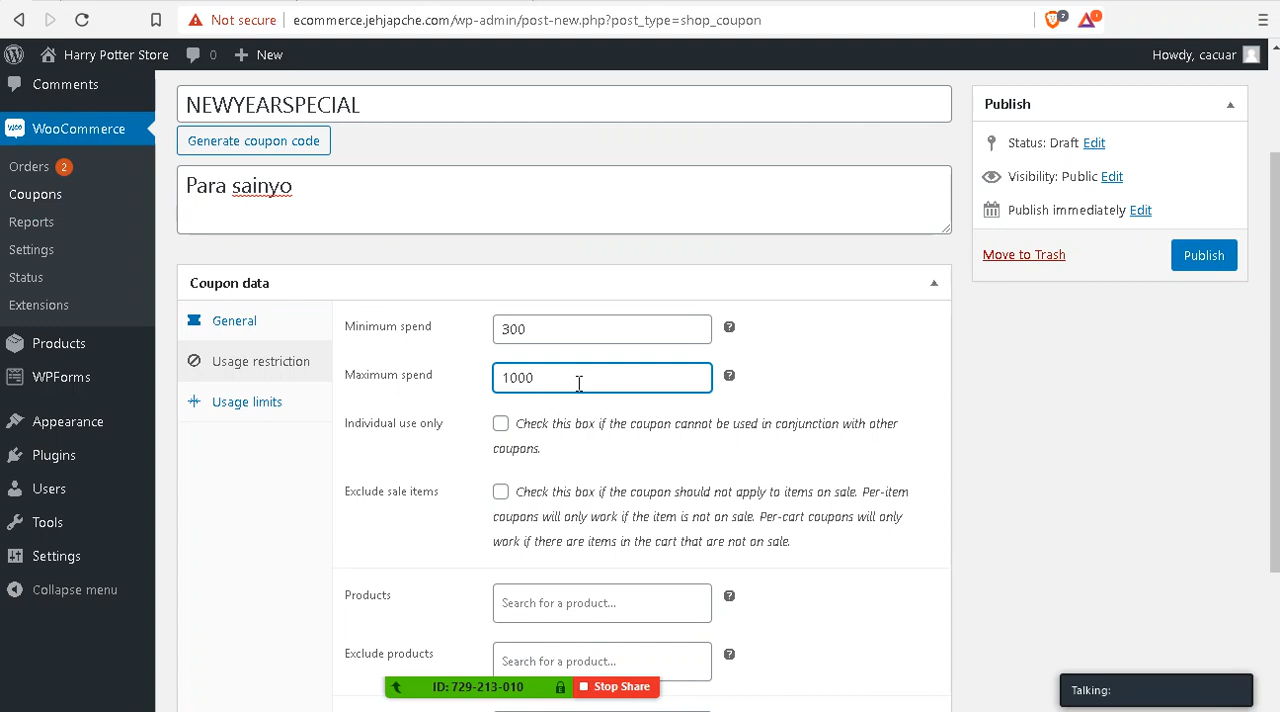 Not secure
ecommerce.jehjapche.com/wp-admin/post-new.php?post_type=shop_coupon
2
1
Harry Potter Store
0
New
Howdy, cacuar
Comments
WooCommerce
Orders 2
Coupons
Reports
Settings
Status
Extensions
Products
WPForms
Appearance
Plugins
Users
Tools
Settings
Collapse menu
NEWYEARSPECIAL
Generate coupon code
Para sainyo
Coupon data
General
Usage restriction
Usage limits
Minimum spend
300
?
Maximum spend
1000
?
Individual use only
Check this box if the coupon cannot be used in conjunction with other
coupons.
Exclude sale items
Check this box if the coupon should not apply to items on sale. Per-item
coupons will only work if the item is not on sale. Per-cart coupons will only
work if there are items in the cart that are not on sale.
Products
Search for a product...
?
Exclude products
Search for a product...
?
Publish
Status: Draft Edit
Visibility: Public Edit
Publish immediately Edit
Move to Trash
Publish
ID: 729-213-010
Stop Share
Talking: